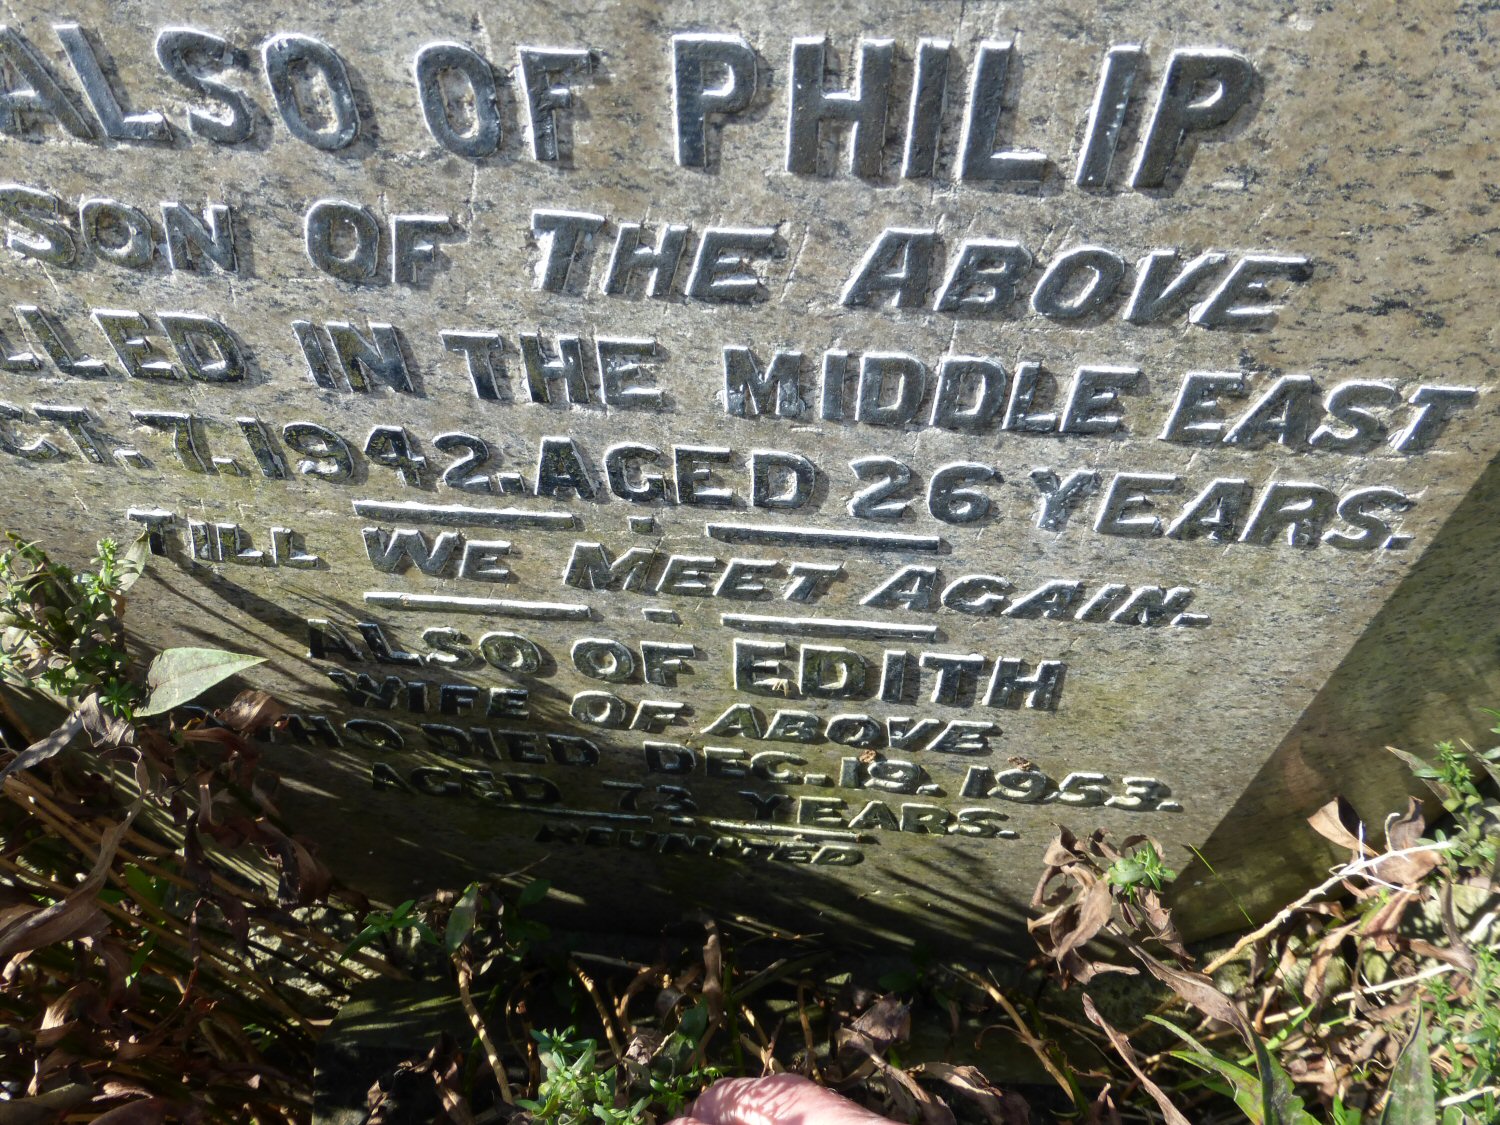 ALSO OF PHILIP
SON OF THE ABOVE
LLED IN THE MIDDLE EAST
CT. 7. 1942. AGED 26 YEARS.
TILL WE MEET AGAIN.
ALSO OF EDITH
WIFE OF ABOVE
WHO DIED DEC. 19. 1953.
AGED 73 YEARS.
REUNITED